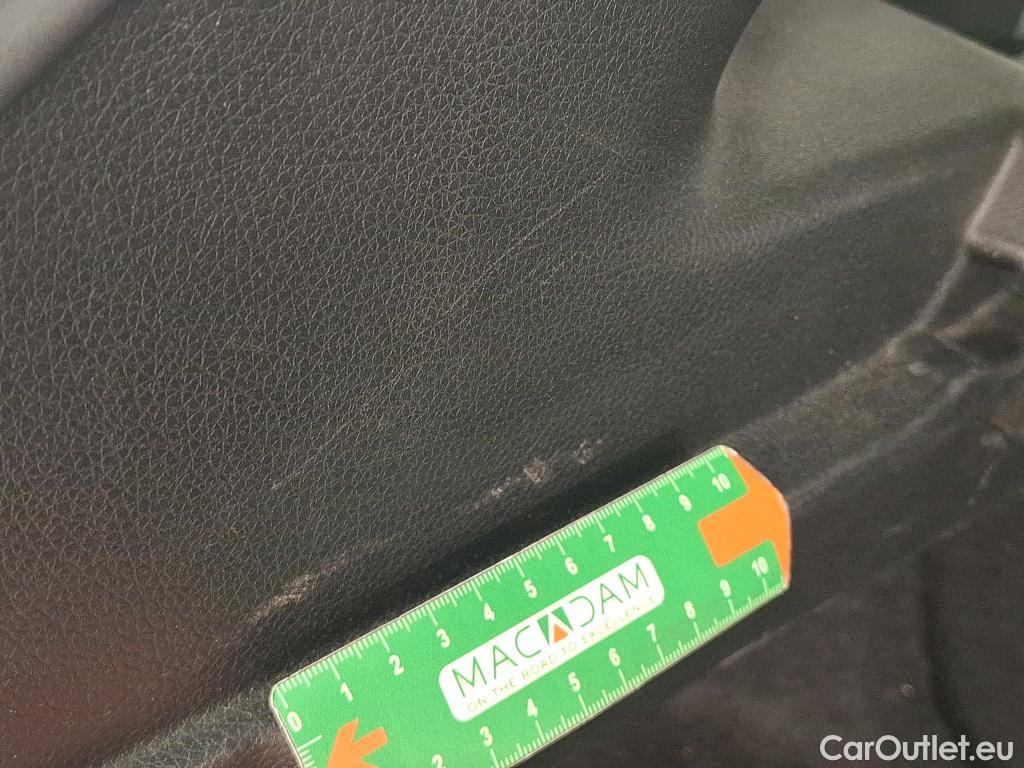 0 1 2 3 4 5 6 7 8 9 10
MACADAM
ON THE ROAD TO EXCELLENCE
2 3 4 5 6 7 8 9 10
CarOutlet.eu